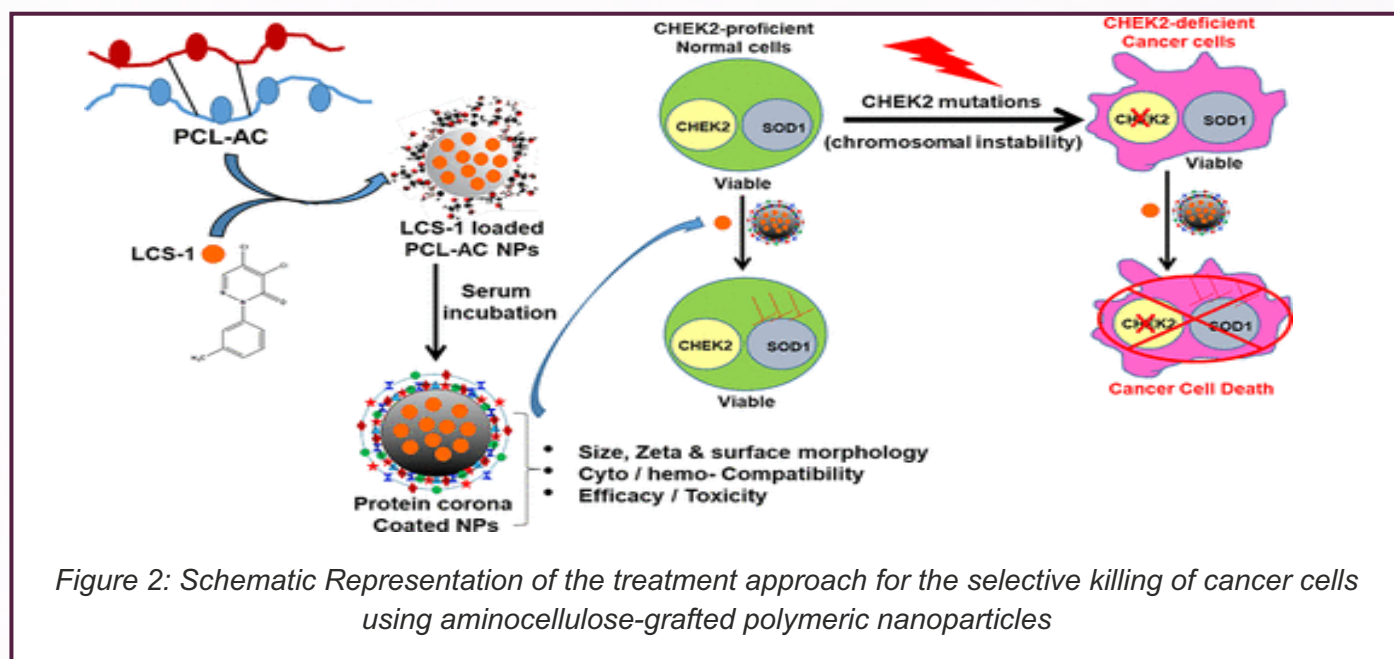 PCL-AC
LCS-1
Cl
Cl
N
N
O
H₃C
LCS-1 loaded
PCL-AC NPs
Serum
incubation
Protein corona
Coated NPs
• Size, Zeta & surface morphology
• Cyto / hemo- Compatibility
• Efficacy / Toxicity
CHEK2-proficient
Normal cells
CHEK2
SOD1
Viable
CHEK2
SOD1
Viable
CHEK2 mutations
(chromosomal instability)
CHEK2-deficient
Cancer cells
CHEK2
SOD1
Viable
CHEK2
SOD1
Cancer Cell Death
Figure 2: Schematic Representation of the treatment approach for the selective killing of cancer cells
using aminocellulose-grafted polymeric nanoparticles